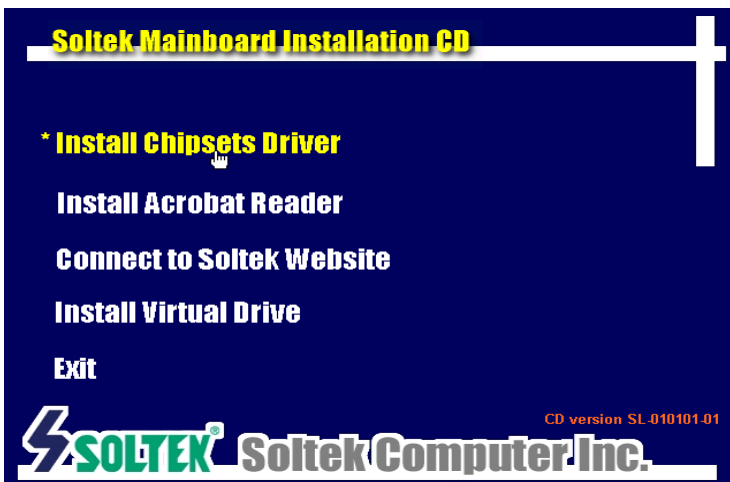 Soltek Mainboard Installation CD
* Install Chipsets Driver
Install Acrobat Reader
Connect to Soltek Website
Install Virtual Drive
Exit
CD version SL-010101-01
SOLTEK® Soltek Computer Inc.